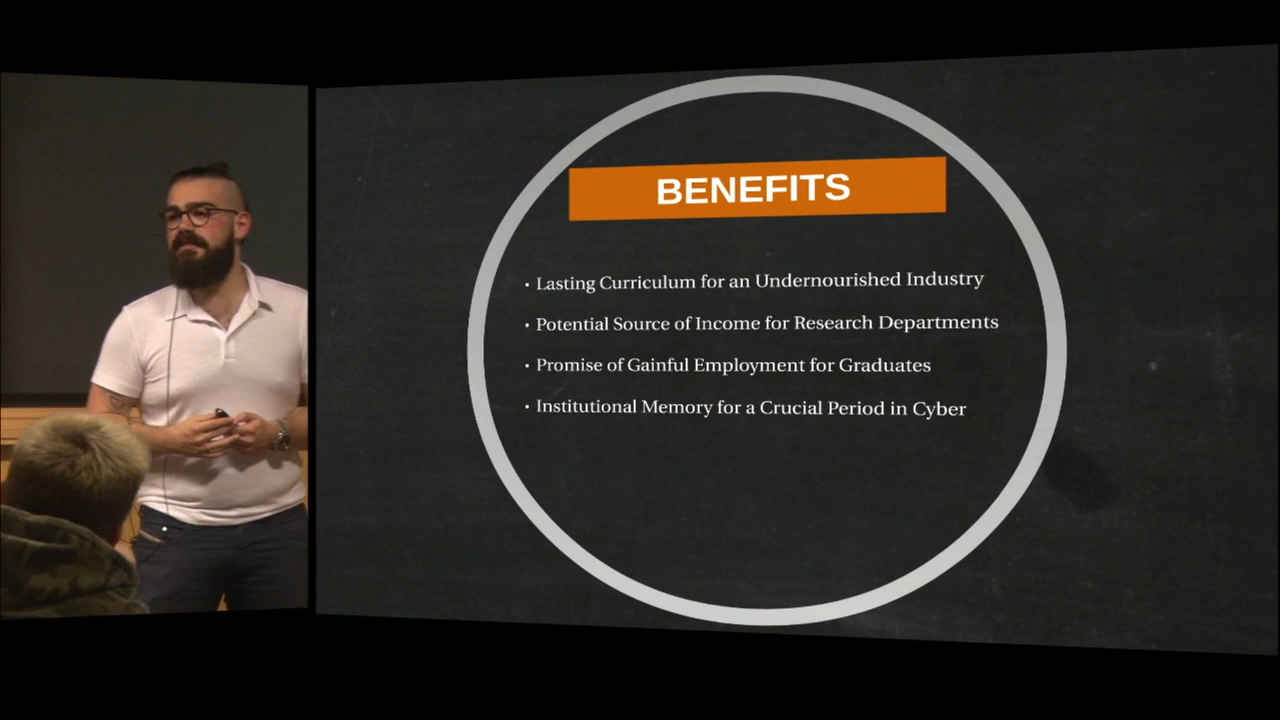 BENEFITS
• Lasting Curriculum for an Undernourished Industry
• Potential Source of Income for Research Departments
• Promise of Gainful Employment for Graduates
• Institutional Memory for a Crucial Period in Cyber